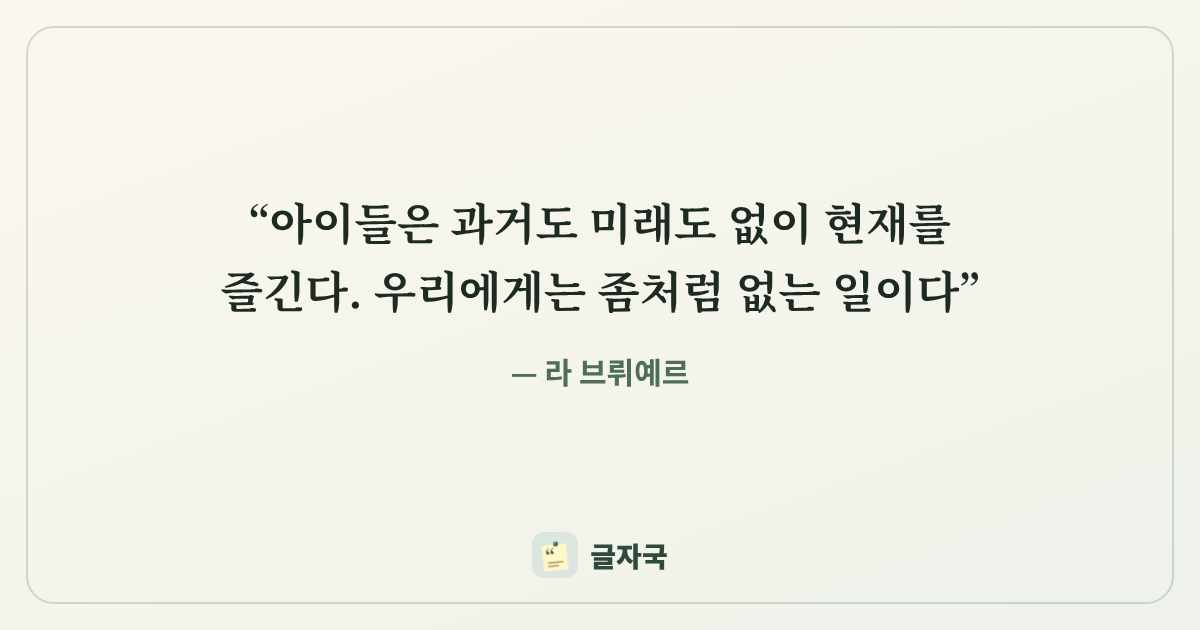 “아이들은 과거도 미래도 없이 현재를
즐긴다. 우리에게는 좀처럼 없는 일이다”
— 라 브뤼예르
글자국